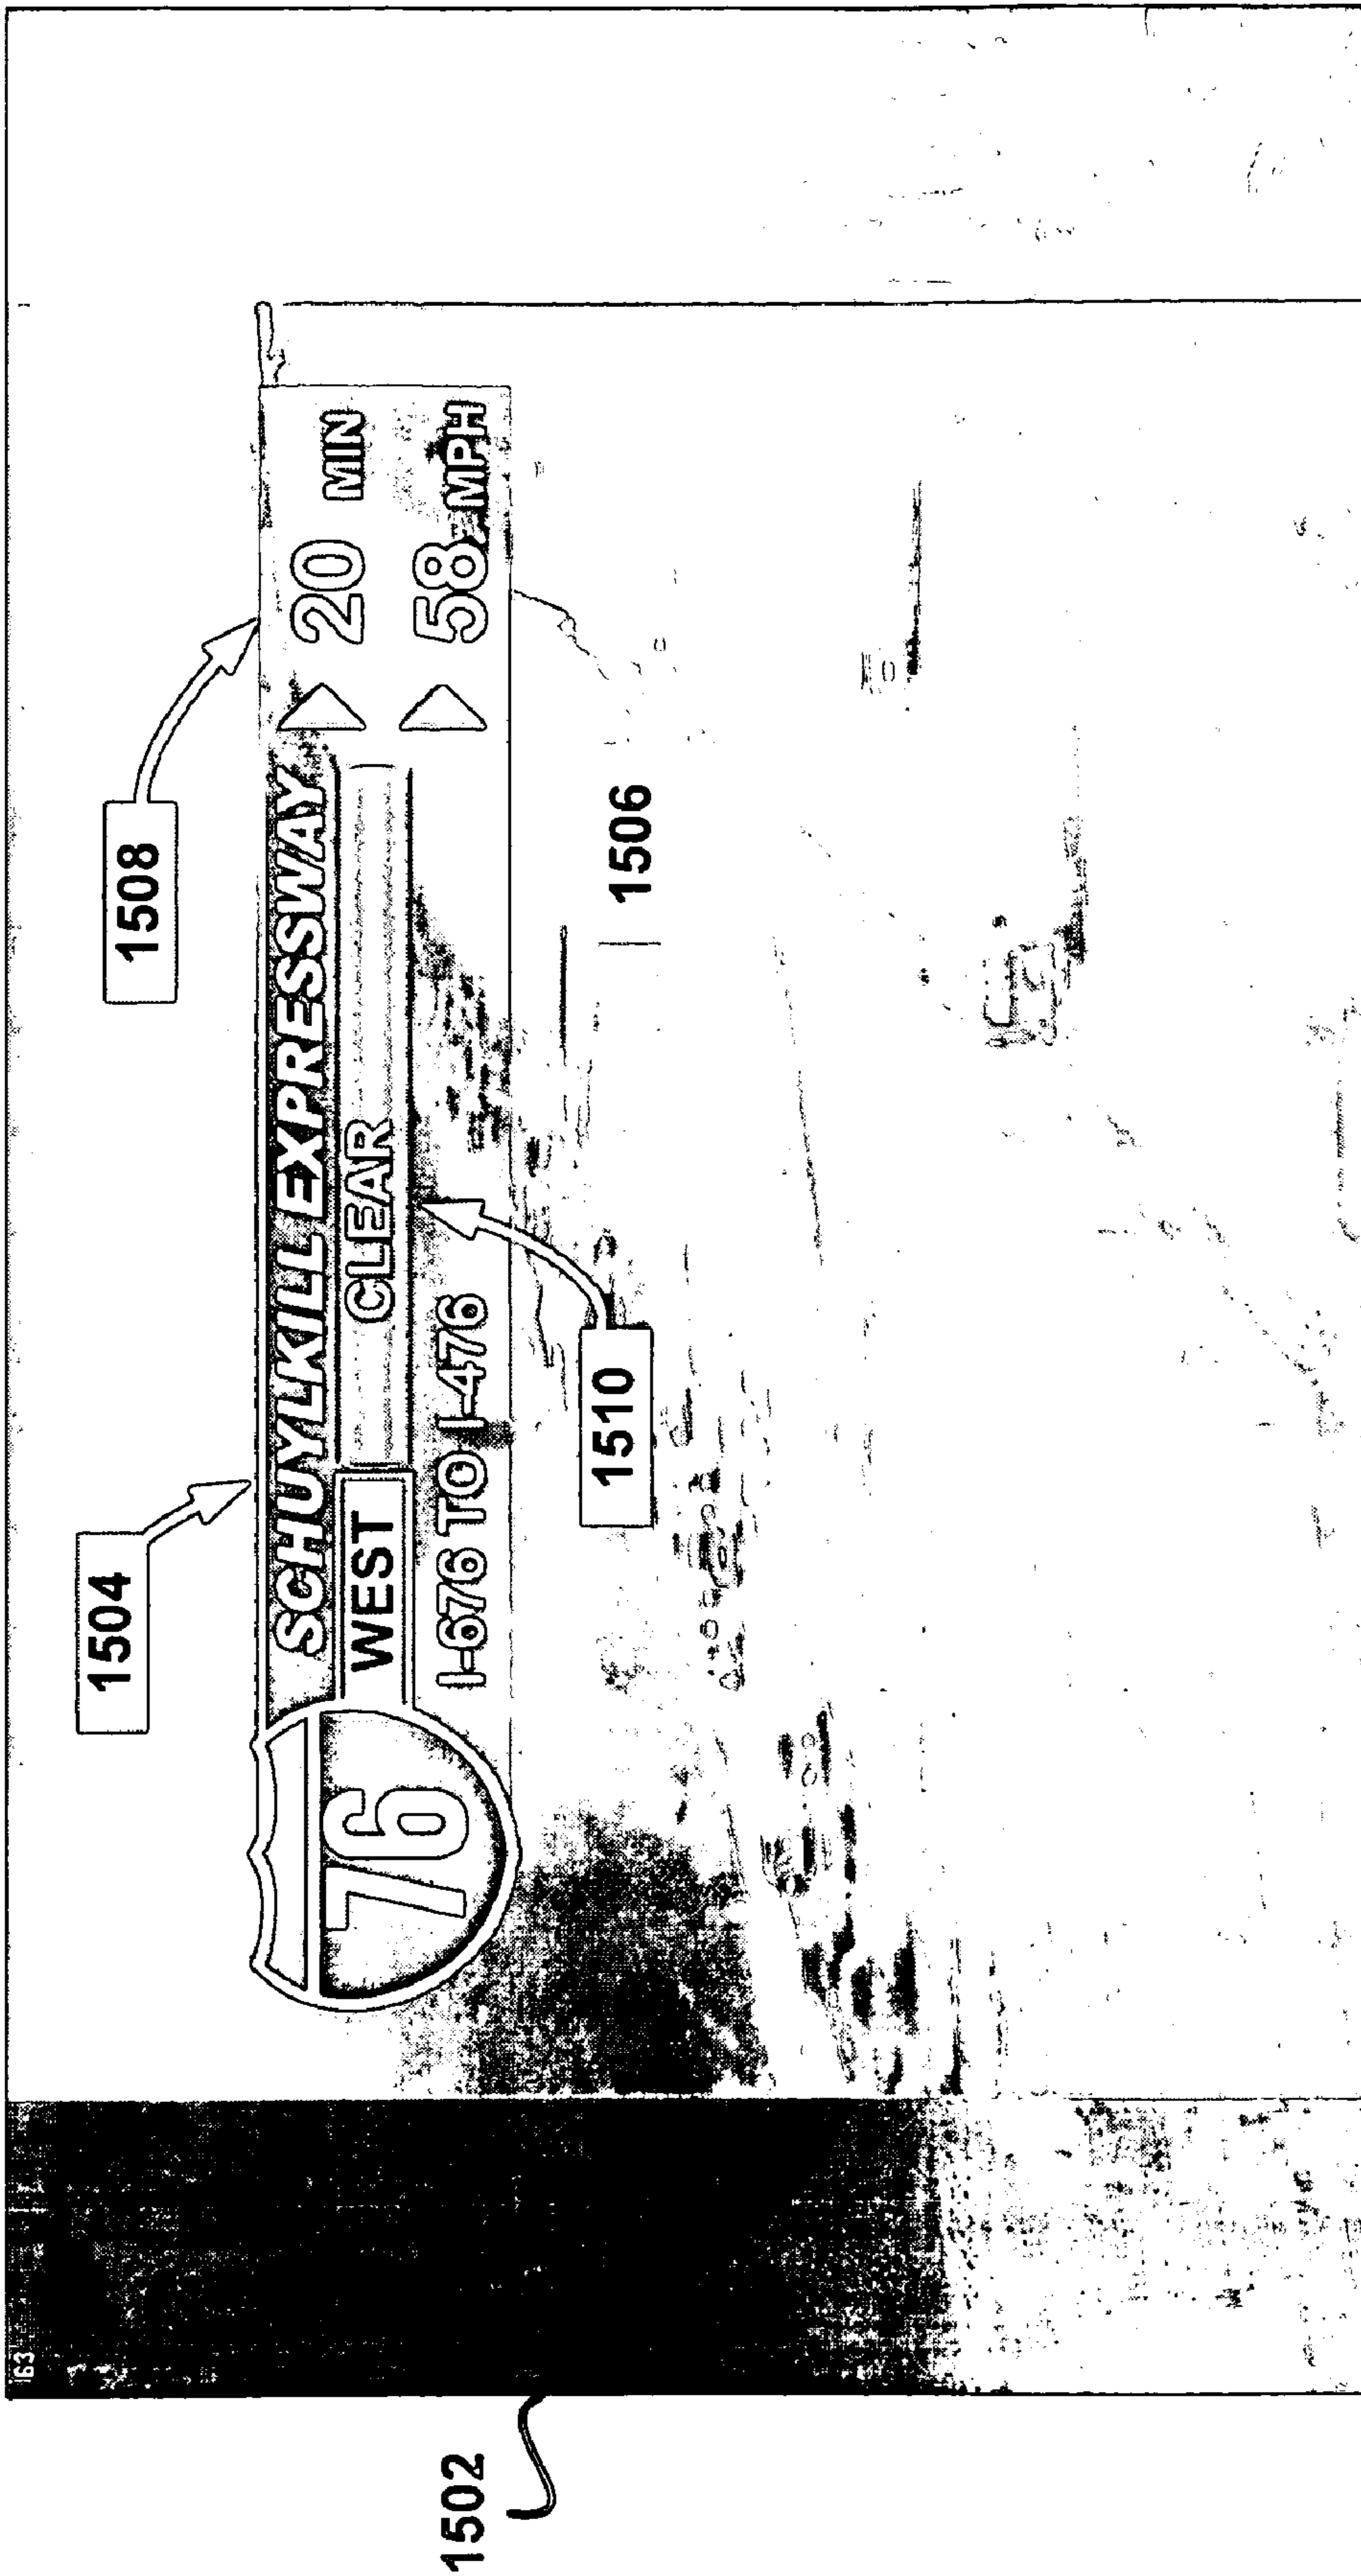 163
1504
1508
SCHUYLKILL EXPRESSWAY
20 MIN
76
WEST
CLEAR
58 MPH
I-676 TO I-476
1502
1510
1506